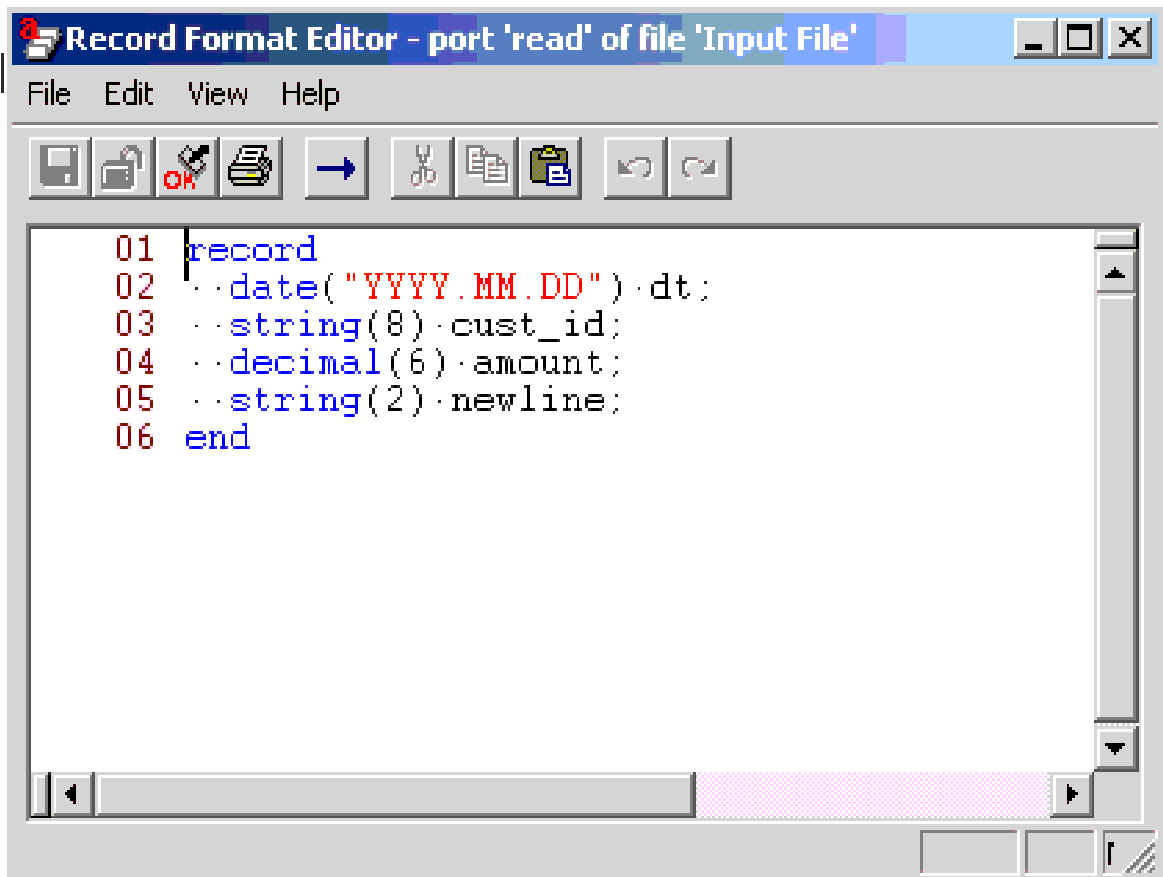 Record Format Editor - port 'read' of file 'Input File'
File Edit View Help
OK
01 record
02 ··date("YYYY.MM.DD")·dt;
03 ··string(8)·cust_id;
04 ··decimal(6)·amount;
05 ··string(2)·newline;
06 end